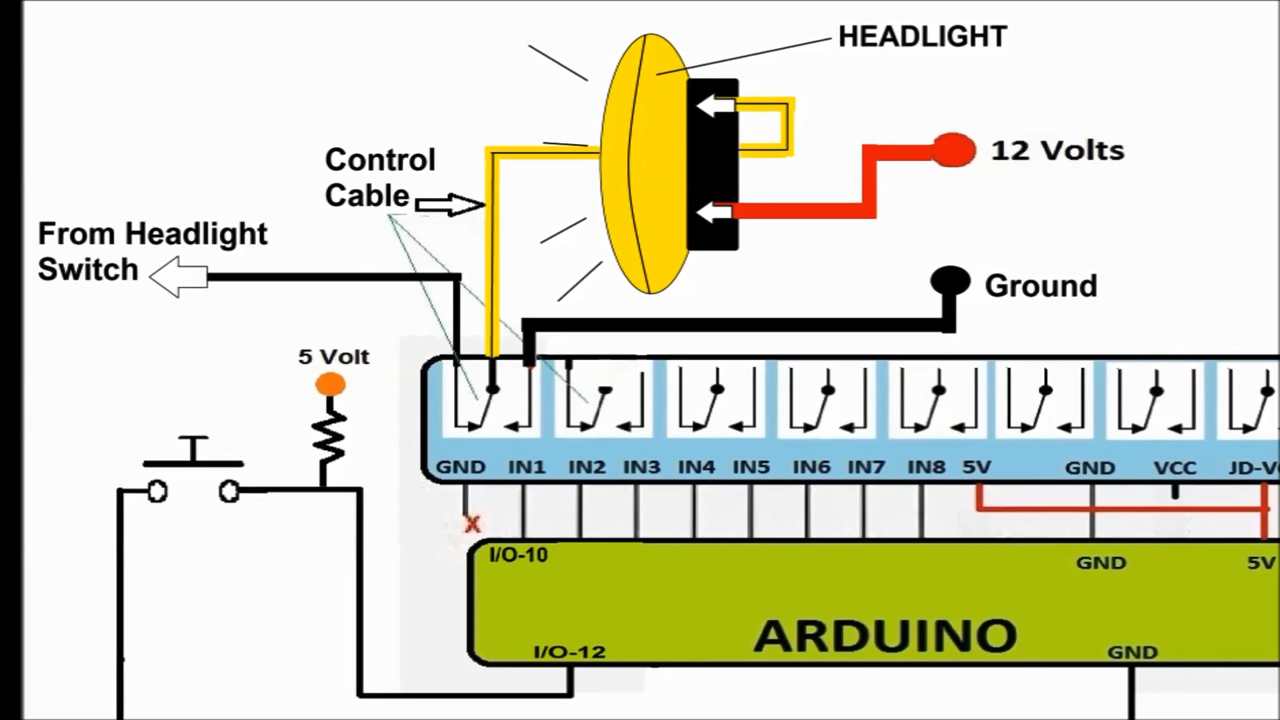 HEADLIGHT
12 Volts
Control
Cable
From Headlight
Switch
Ground
5 Volt
GND IN1 IN2 IN3 IN4 IN5 IN6 IN7 IN8 5V GND VCC
X
I/O-10
GND 5V
ARDUINO
I/O-12 GND